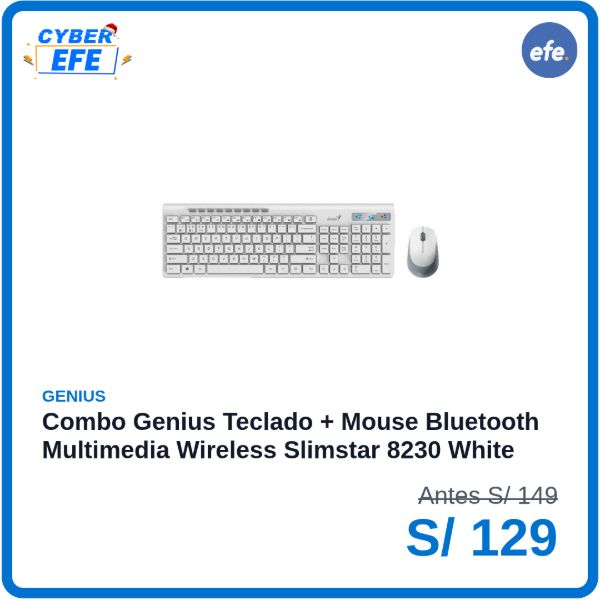 CYBER
EFE
efe.
GENIUS
Combo Genius Teclado + Mouse Bluetooth
Multimedia Wireless Slimstar 8230 White
Antes S/ 149
S/ 129